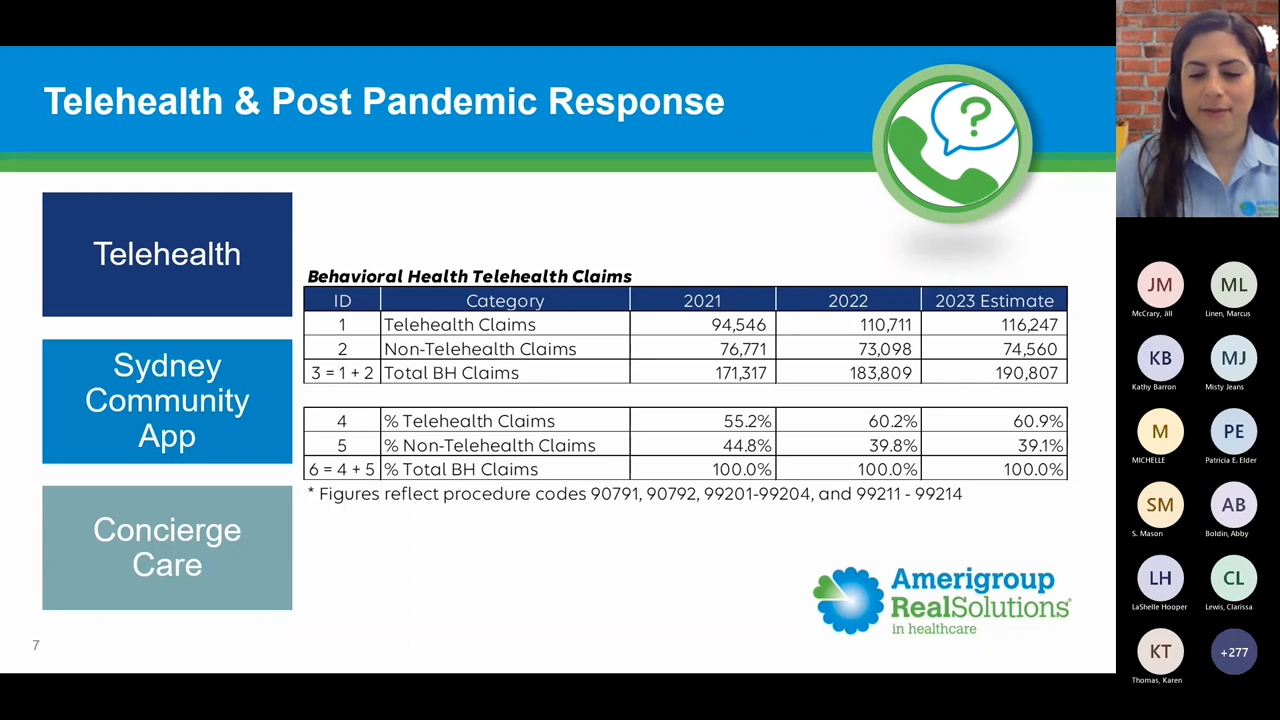 Telehealth & Post Pandemic Response
?
Telehealth
Sydney
Community
App
Concierge
Care
Behavioral Health Telehealth Claims
ID Category 2021 2022 2023 Estimate
1 Telehealth Claims 94,546 110,711 116,247
2 Non-Telehealth Claims 76,771 73,098 74,560
3 = 1 + 2 Total BH Claims 171,317 183,809 190,807
4 % Telehealth Claims 55.2% 60.2% 60.9%
5 % Non-Telehealth Claims 44.8% 39.8% 39.1%
6 = 4 + 5 % Total BH Claims 100.0% 100.0% 100.0%
* Figures reflect procedure codes 90791, 90792, 99201-99204, and 99211 - 99214
Amerigroup
RealSolutions®
in healthcare
7
JM ML
McCrary, Jill Linen, Marcus
KB MJ
Kathy Barron Misty Jeans
M PE
MICHELLE Patricia E. Elder
SM AB
S. Mason Boldin, Abby
LH CL
LaShelle Hooper Lewis, Clarissa
KT +277
Thomas, Karen